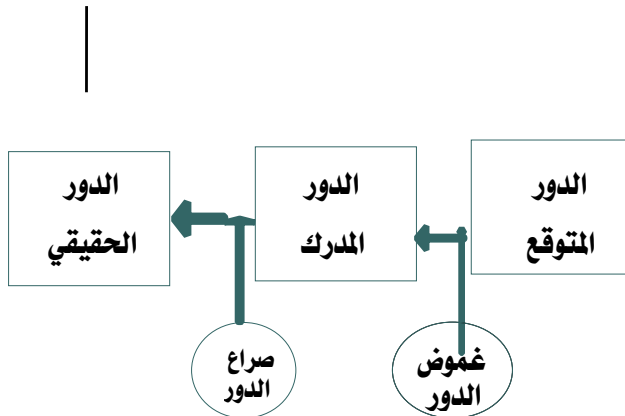 الدور
المتوقع
الدور
المدرك
الدور
الحقيقي
غموض
الدور
صراع
الدور